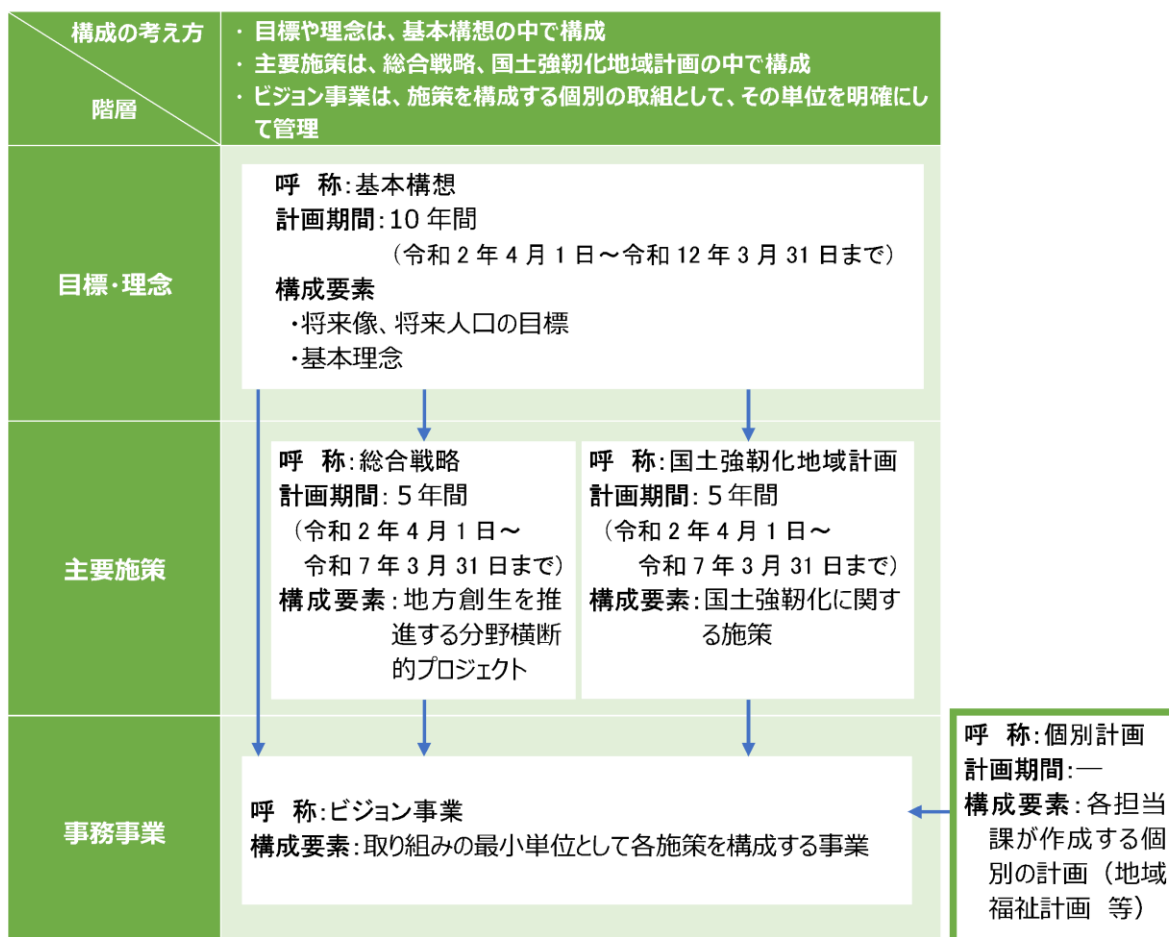 構成の考え方
階層
・ 目標や理念は、基本構想の中で構成
・ 主要施策は、総合戦略、国土強靭化地域計画の中で構成
・ ビジョン事業は、施策を構成する個別の取組として、その単位を明確にし
て管理
目標・理念
呼 称:基本構想
計画期間:10 年間
(令和 2 年 4 月 1 日～令和 12 年 3 月 31 日まで)
構成要素
・将来像、将来人口の目標
・基本理念
主要施策
呼 称:総合戦略
計画期間:5 年間
(令和 2 年 4 月 1 日～
令和 7 年 3 月 31 日まで)
構成要素:地方創生を推
進する分野横断
的プロジェクト
呼 称:国土強靭化地域計画
計画期間:5 年間
(令和 2 年 4 月 1 日～
令和 7 年 3 月 31 日まで)
構成要素:国土強靭化に関す
る施策
事務事業
呼 称:ビジョン事業
構成要素:取り組みの最小単位として各施策を構成する事業
呼 称:個別計画
計画期間:―
構成要素:各担当
課が作成する個
別の計画（地域
福祉計画 等）